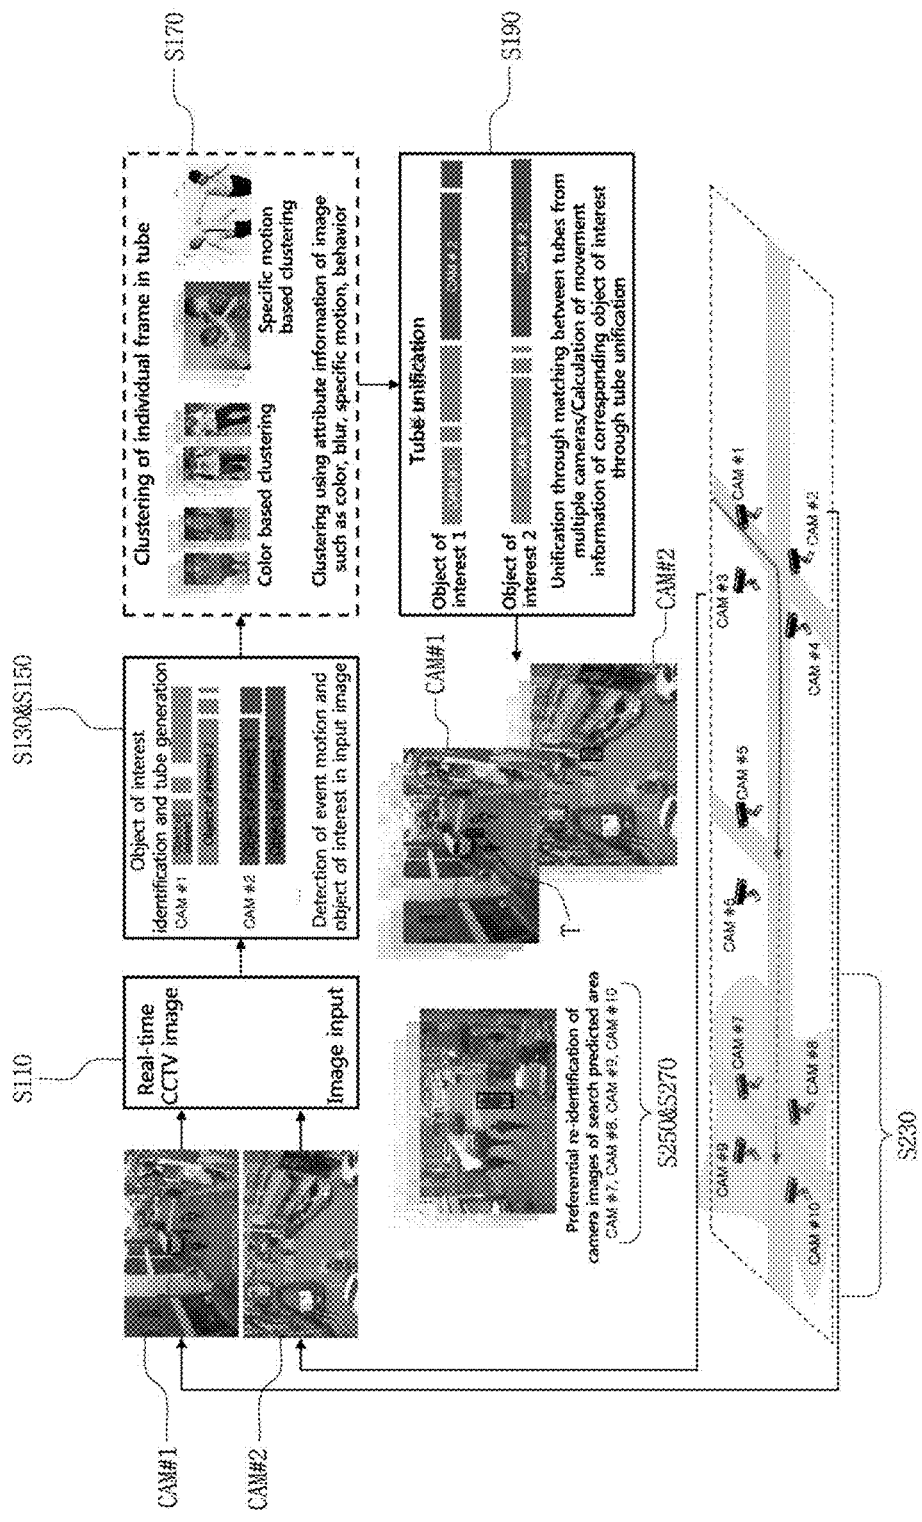 CAM#1
CAM#2
S110
Real-time
CCTV image
Image input
S130&S150
Object of interest
identification and tube generation
CAM #1
CAM #2
Detection of event motion and
object of interest in input image
S170
Clustering of individual frame in tube
Color based clustering
Specific motion
based clustering
Clustering using attribute information of image
such as color, blur, specific motion, behavior
S190
Tube unification
Object of
interest 1
Object of
interest 2
Unification through matching between tubes from
multiple cameras/Calculation of movement
information of corresponding object of interest
through tube unification
CAM#1
CAM#2
T
Preferential re-identification of
camera images of search predicted area
CAM #7, CAM #8, CAM #9, CAM #10
S250&S270
CAM #9
CAM #7
CAM #6
CAM #5
CAM #3
CAM #1
CAM #10
CAM #8
CAM #4
CAM #2
S230